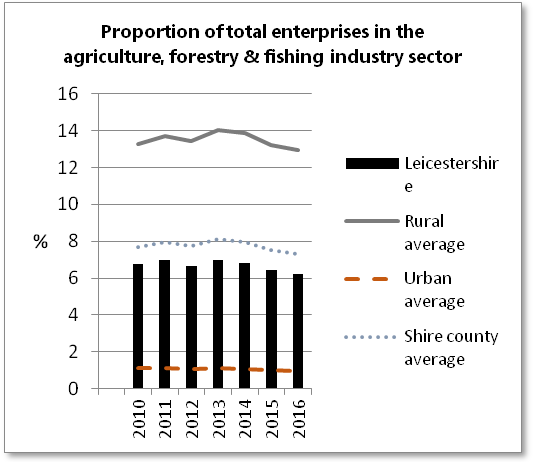 Proportion of total enterprises in the
agriculture, forestry & fishing industry sector
16
14
12
10
8
6
4
2
0
%
2010
2011
2012
2013
2014
2015
2016
Leicestershir
e
Rural
average
Urban
average
Shire county
average